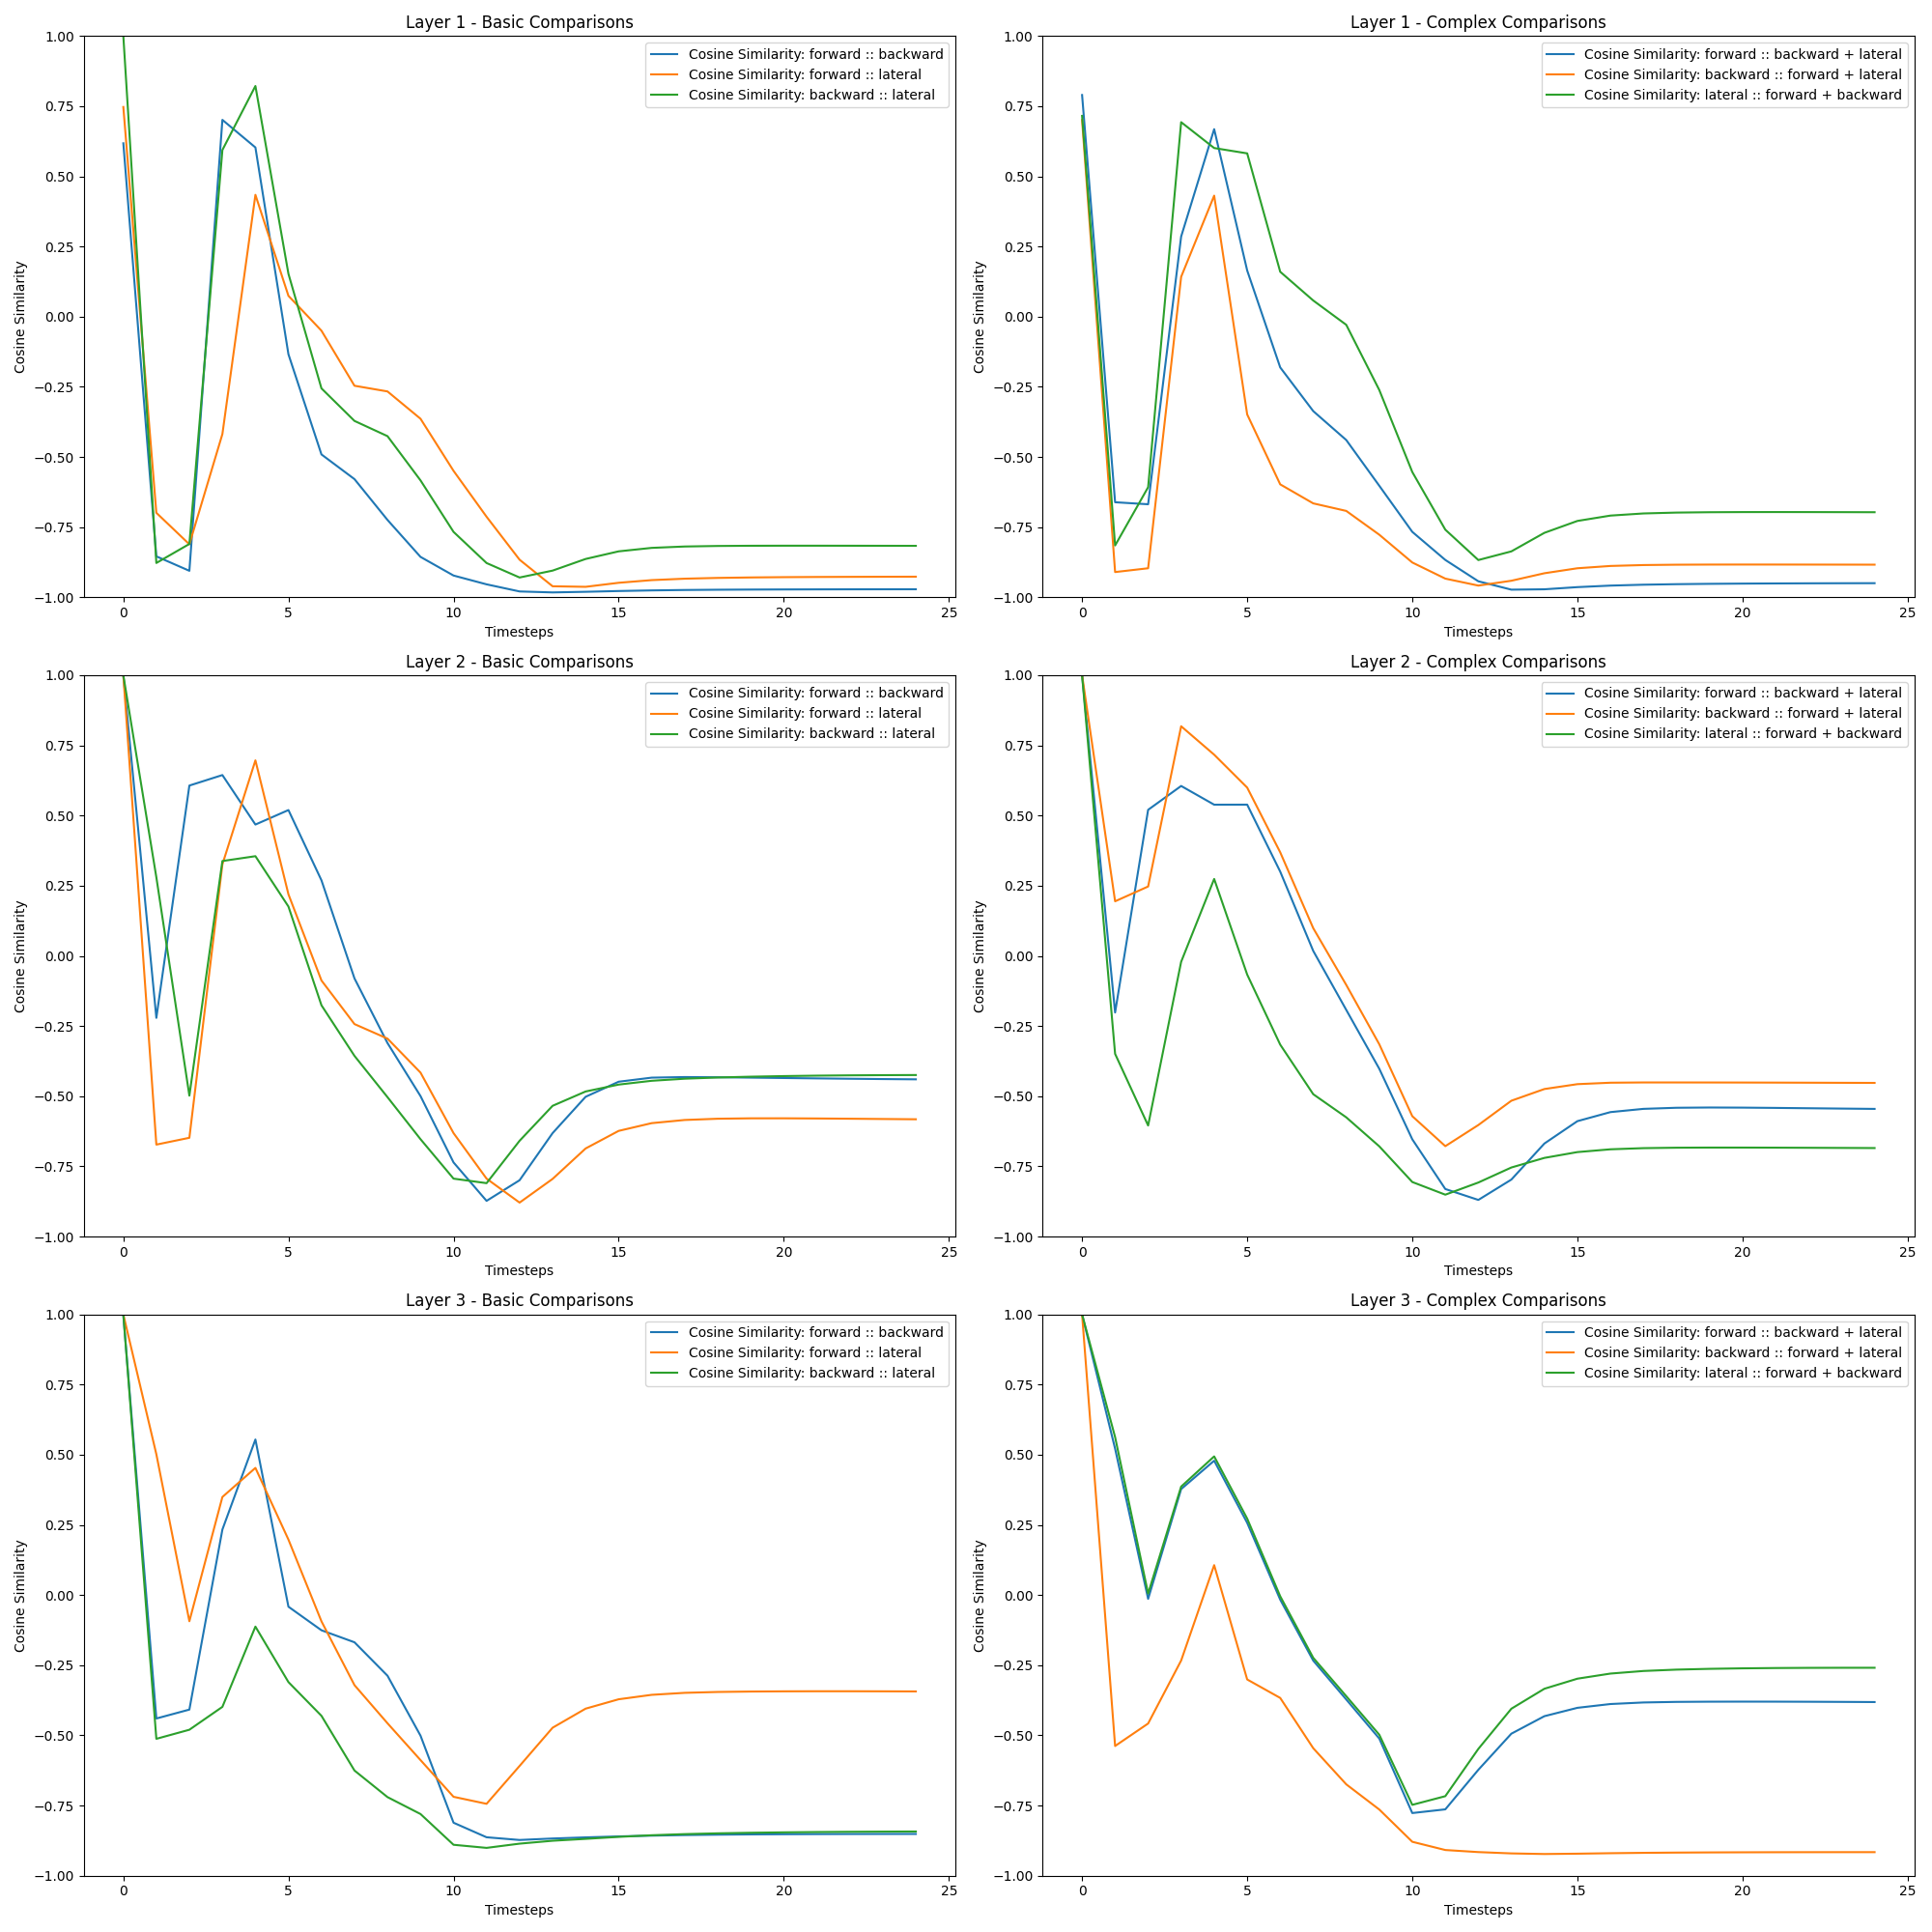 Layer 1 - Basic Comparisons
Cosine Similarity: forward :: backward
Cosine Similarity: forward :: lateral
Cosine Similarity: backward :: lateral
1.00
0.75
0.50
0.25
0.00
−0.25
−0.50
−0.75
−1.00
Cosine Similarity
0 5 10 15 20 25
Timesteps
Layer 1 - Complex Comparisons
Cosine Similarity: forward :: backward + lateral
Cosine Similarity: backward :: forward + lateral
Cosine Similarity: lateral :: forward + backward
1.00
0.75
0.50
0.25
0.00
−0.25
−0.50
−0.75
−1.00
Cosine Similarity
0 5 10 15 20 25
Timesteps
Layer 2 - Basic Comparisons
Cosine Similarity: forward :: backward
Cosine Similarity: forward :: lateral
Cosine Similarity: backward :: lateral
1.00
0.75
0.50
0.25
0.00
−0.25
−0.50
−0.75
−1.00
Cosine Similarity
0 5 10 15 20 25
Timesteps
Layer 2 - Complex Comparisons
Cosine Similarity: forward :: backward + lateral
Cosine Similarity: backward :: forward + lateral
Cosine Similarity: lateral :: forward + backward
1.00
0.75
0.50
0.25
0.00
−0.25
−0.50
−0.75
−1.00
Cosine Similarity
0 5 10 15 20 25
Timesteps
Layer 3 - Basic Comparisons
Cosine Similarity: forward :: backward
Cosine Similarity: forward :: lateral
Cosine Similarity: backward :: lateral
1.00
0.75
0.50
0.25
0.00
−0.25
−0.50
−0.75
−1.00
Cosine Similarity
0 5 10 15 20 25
Timesteps
Layer 3 - Complex Comparisons
Cosine Similarity: forward :: backward + lateral
Cosine Similarity: backward :: forward + lateral
Cosine Similarity: lateral :: forward + backward
1.00
0.75
0.50
0.25
0.00
−0.25
−0.50
−0.75
−1.00
Cosine Similarity
0 5 10 15 20 25
Timesteps